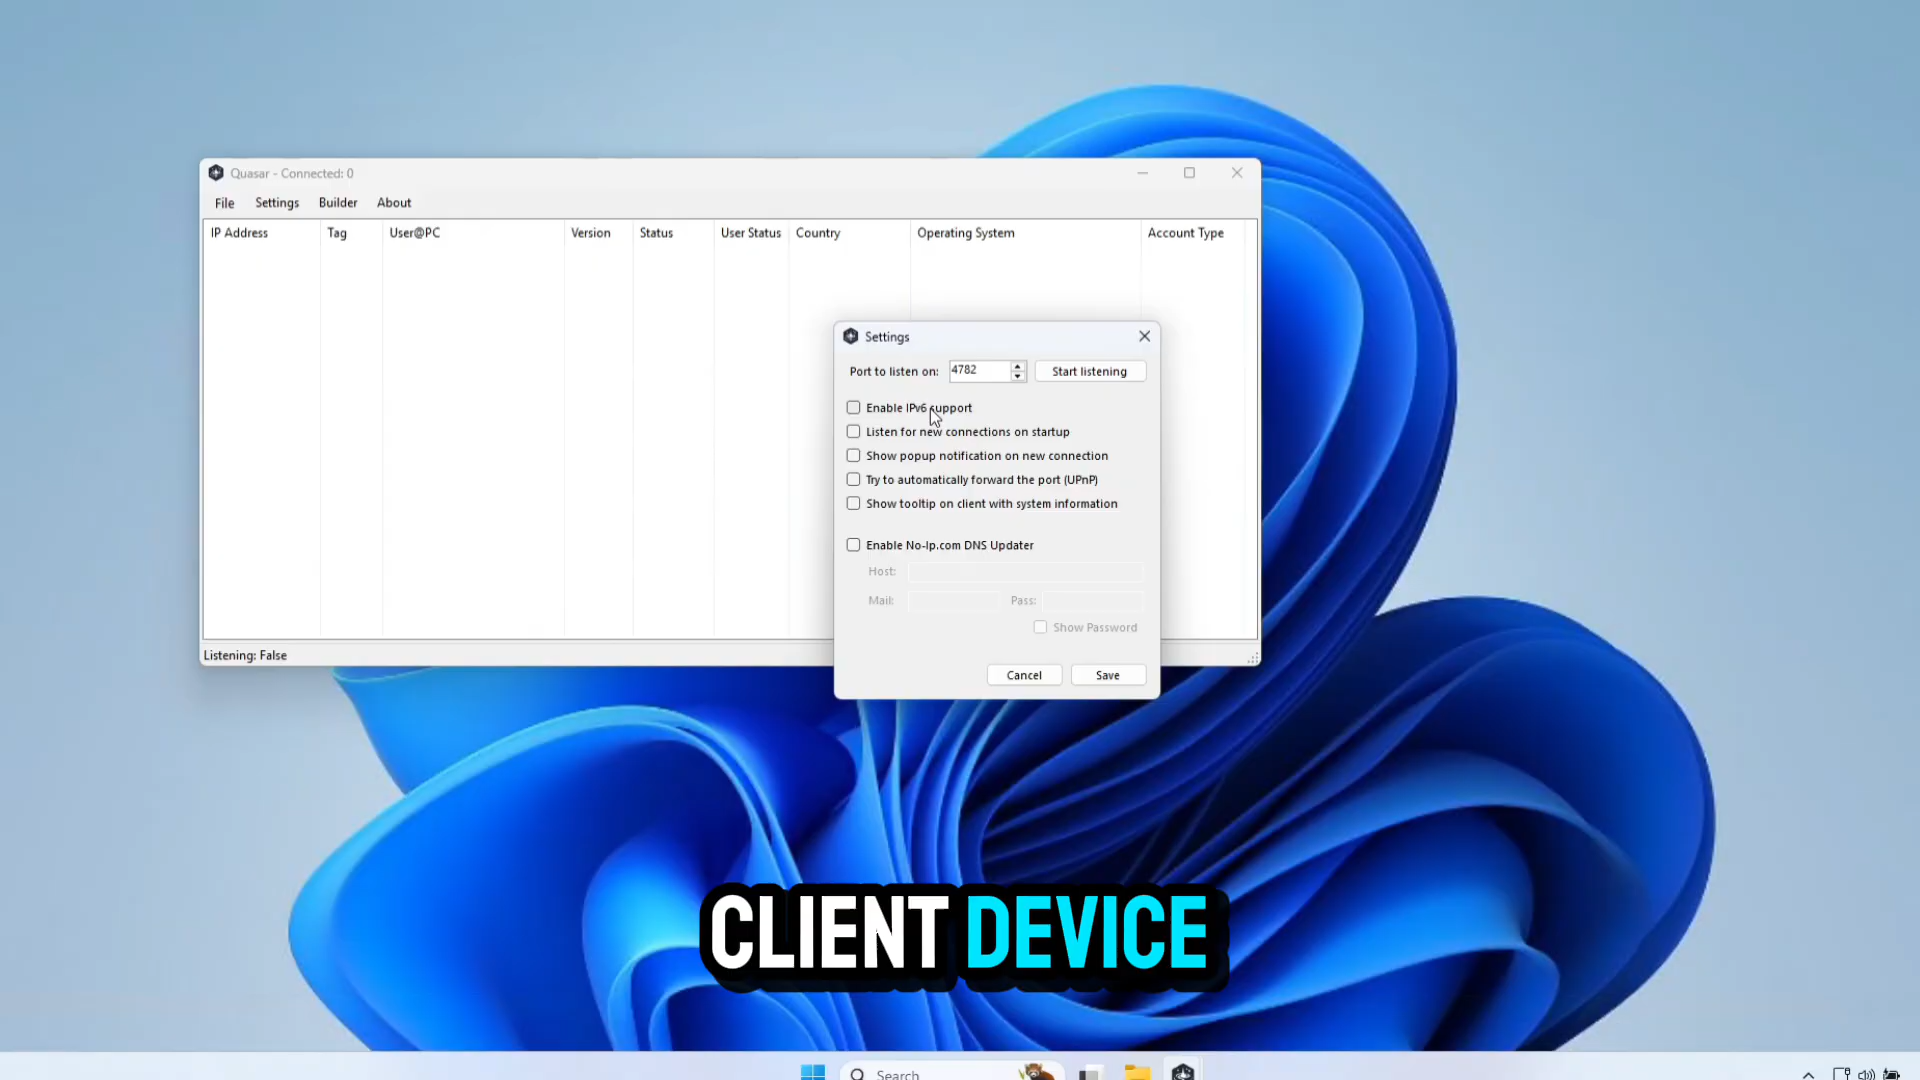 Quasar - Connected: 0
File Settings Builder About
IP Address Tag User@PC Version Status User Status Country Operating System Account Type
Settings
Port to listen on: 4782 Start listening
Enable IPv6 support
Listen for new connections on startup
Show popup notification on new connection
Try to automatically forward the port (UPnP)
Show tooltip on client with system information
Enable No-Ip.com DNS Updater
Host:
Mail: Pass:
Show Password
Cancel Save
Listening: False
CLIENT DEVICE
Search